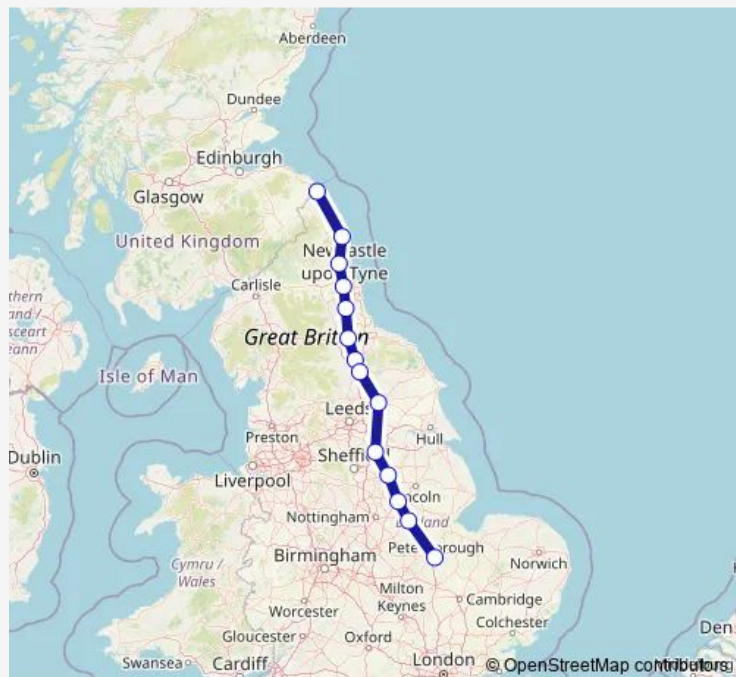 Aberdeen
Dundee
Edinburgh
Glasgow
United Kingdom
Newcastle
upon Tyne
Carlisle
Great Britain
Isle of Man
Leeds
Preston
Hull
Sheffield
Liverpool
Dublin
Lincoln
Nottingham
Peterborough
Birmingham
Norwich
Cymru /
Wales
Milton
Keynes
Cambridge
Worcester
Colchester
Gloucester
Oxford
Swansea
Cardiff
London
Den
© OpenStreetMap contributors